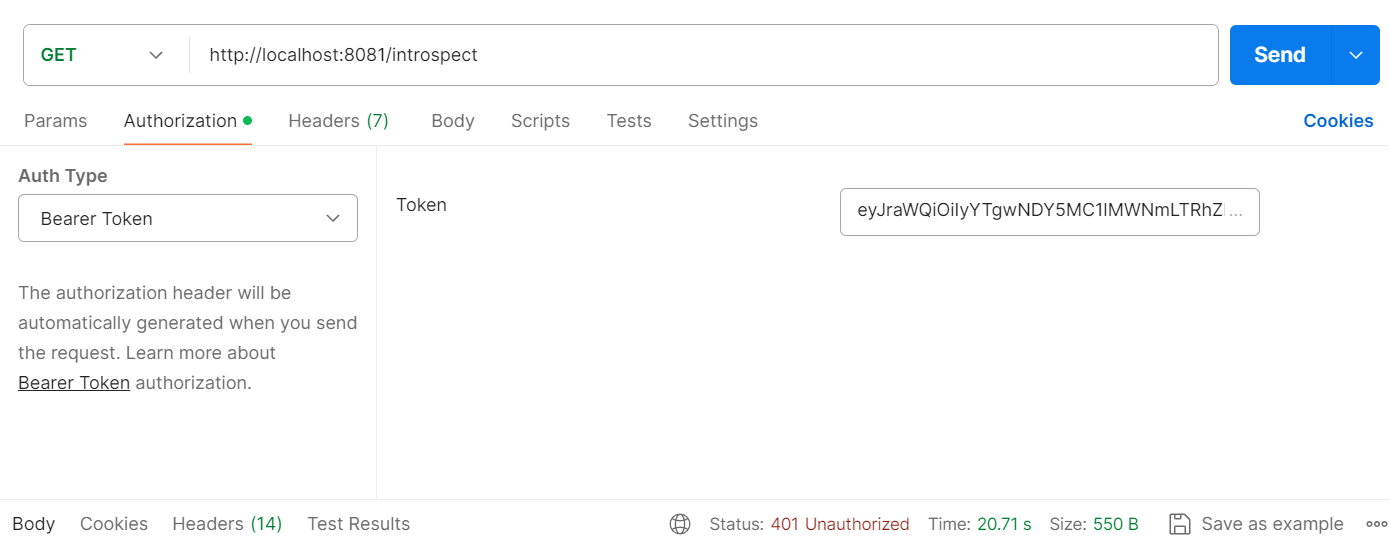 GET http://localhost:8081/introspect Send
Params Authorization Headers (7) Body Scripts Tests Settings Cookies
Auth Type
Bearer Token
Token
eyJraWQiOiIyYTgwNDY5MC1lMWNmLTRhZ ...
The authorization header will be
automatically generated when you send
the request. Learn more about
Bearer Token authorization.
Body Cookies Headers (14) Test Results Status: 401 Unauthorized Time: 20.71 s Size: 550 B Save as example